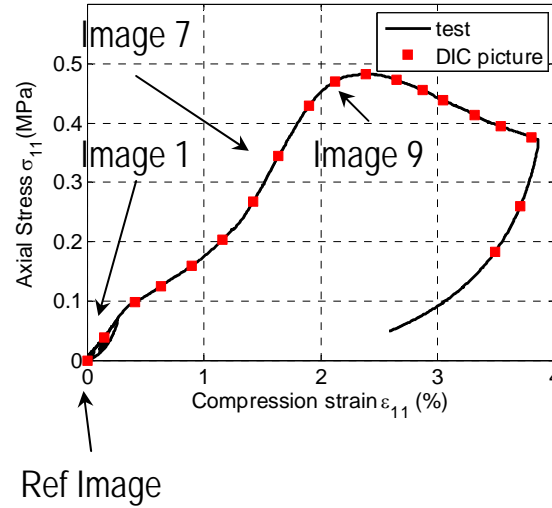 Image 7
test
DIC picture
0.5
0.4
Image 1
Image 9
0.3
0.2
0.1
0
Axial Stress σ11 (MPa)
0 1 2 3 4
Compression strain ε11 (%)
Ref Image